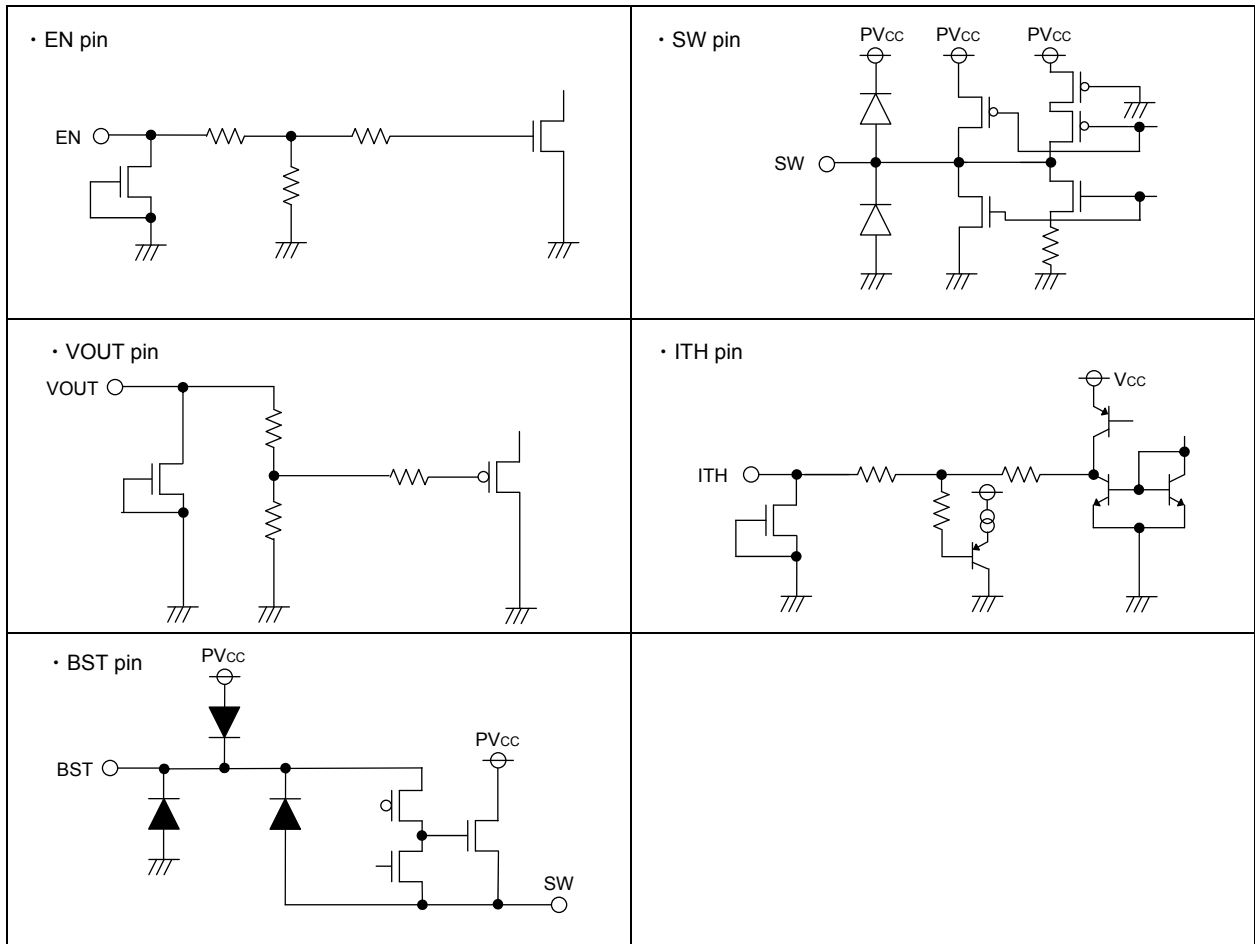 ・EN pin
EN
・SW pin
PVCC PVCC PVCC
SW
・VOUT pin
VOUT
・ITH pin
VCC
ITH
・BST pin
PVCC
PVCC
BST
SW